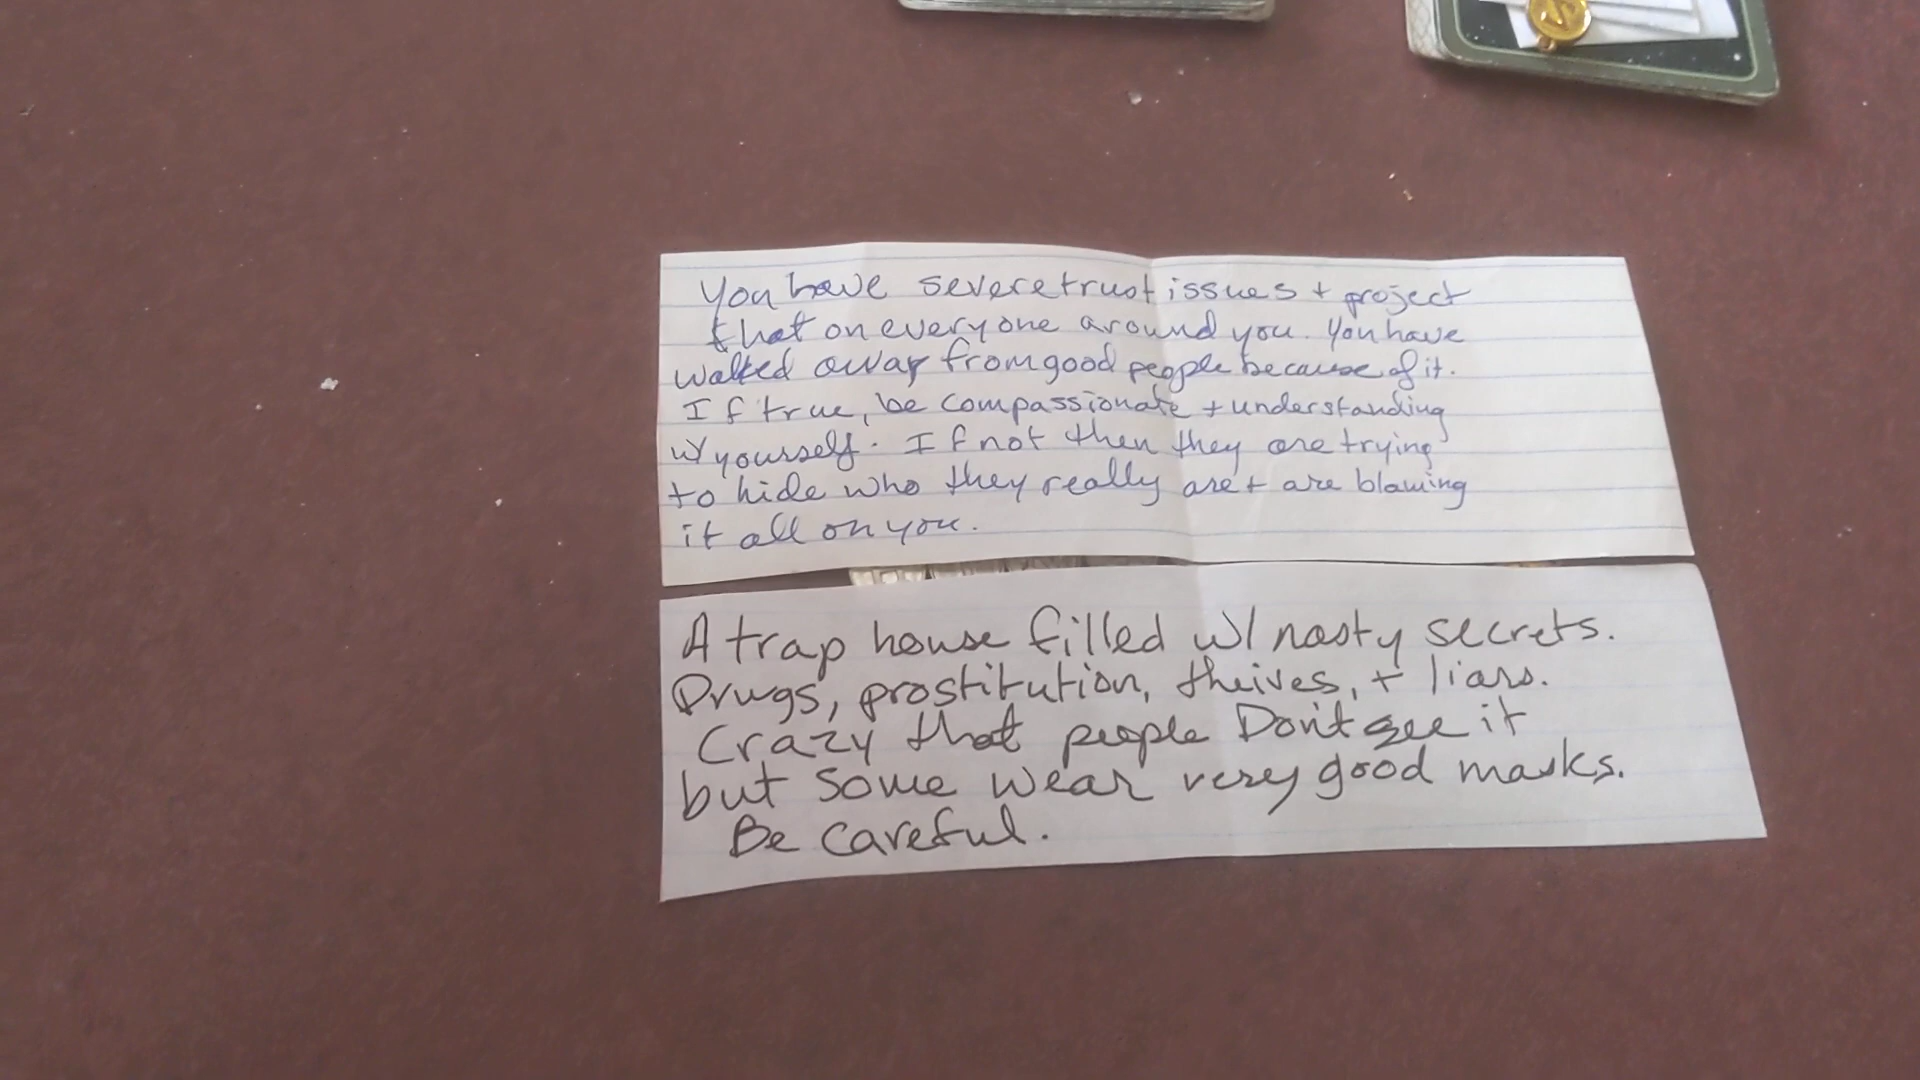 You have severe trust issues + project
that on everyone around you. You have
walked away from good people because of it.
If true, be compassionate + understanding
w/ yourself. If not then they are trying
to hide who they really are + are blaming
it all on you.
A trap house filled w/ nasty secrets.
Drugs, prostitution, theives, + liars.
Crazy that people Don't see it
but some wear very good masks.
Be careful.